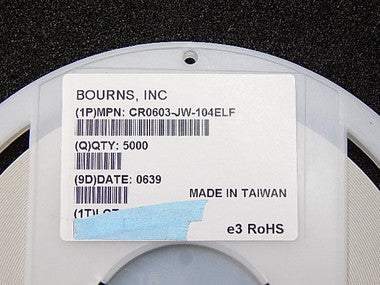 BOURNS, INC
(1P)MPN: CR0603-JW-104ELF
(Q)QTY: 5000
(9D)DATE: 0639
MADE IN TAIWAN
e3 RoHS